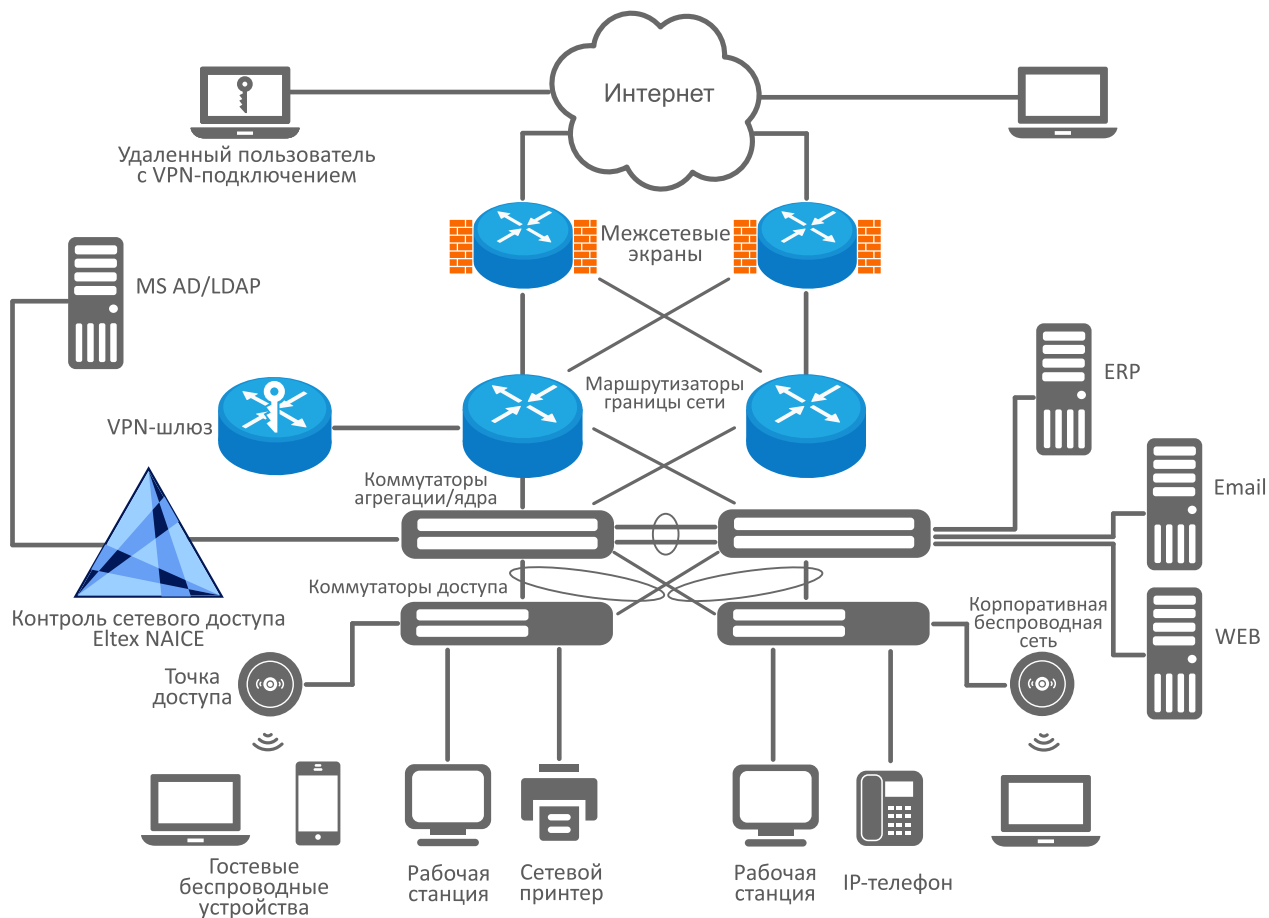 Интернет
Удаленный пользователь
с VPN-подключением
Межсетевые
экраны
MS AD/LDAP
ERP
Маршрутизаторы
границы сети
VPN-шлюз
Коммутаторы
агрегации/ядра
Email
Коммутаторы доступа
Контроль сетевого доступа
Eltex NAICE
Корпоративная
беспроводная
сеть
WEB
Точка
доступа
Гостевые
беспроводные
устройства
Рабочая
станция
Сетевой
принтер
Рабочая
станция
IP-телефон